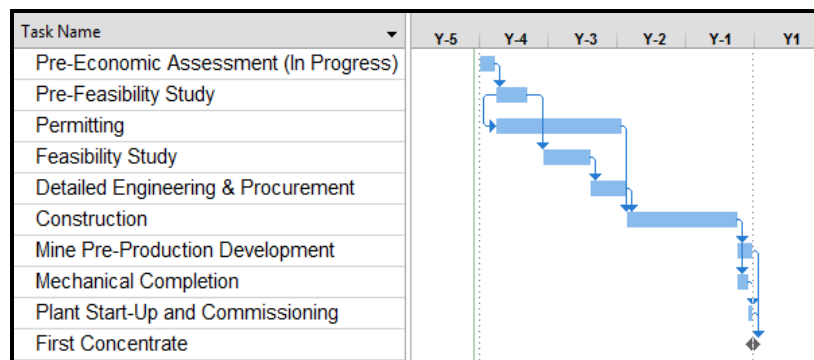 Task Name
Y-5 Y-4 Y-3 Y-2 Y-1 Y1
Pre-Economic Assessment (In Progress)
Pre-Feasibility Study
Permitting
Feasibility Study
Detailed Engineering & Procurement
Construction
Mine Pre-Production Development
Mechanical Completion
Plant Start-Up and Commissioning
First Concentrate